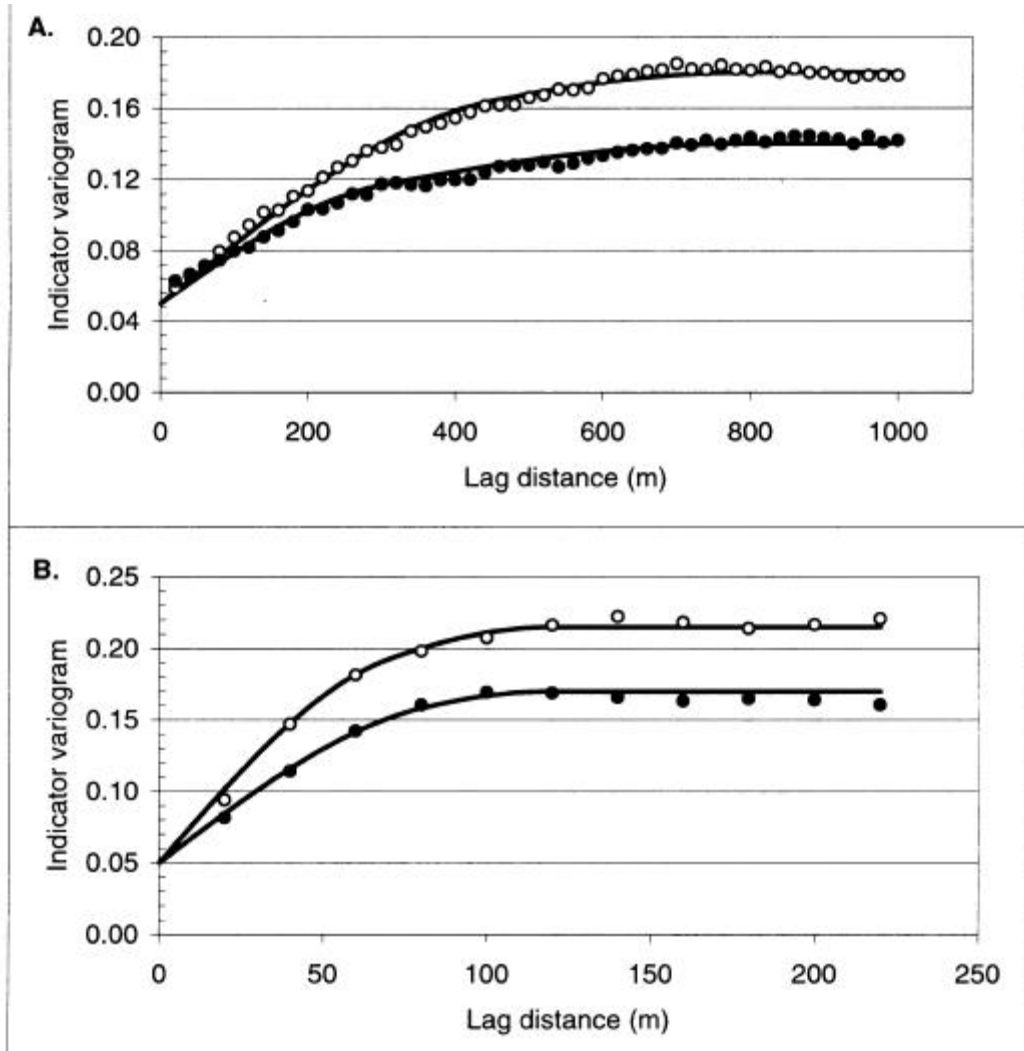 A.
0.20
0.16
0.12
0.08
0.04
0.00
Indicator variogram
0 200 400 600 800 1000
Lag distance (m)
B.
0.25
0.20
0.15
0.10
0.05
0.00
Indicator variogram
0 50 100 150 200 250
Lag distance (m)